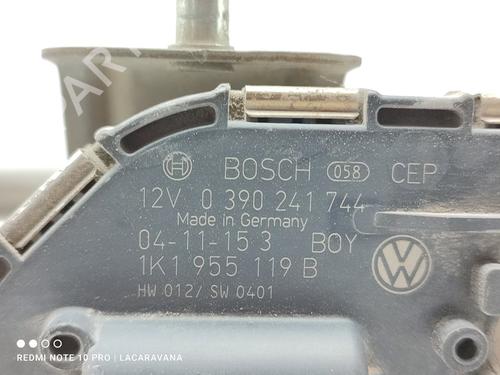 BOSCH 058 CEP
12V 0 390 241 744
Made in Germany
04-11-15 3 BOY
1K1 955 119 B
HW 012/ SW 0401
REDMI NOTE 10 PRO | LACARAVANA